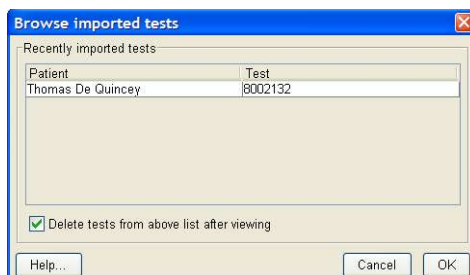 Browse imported tests
Recently imported tests
Patient Test
Thomas De Quincey 8002132
Delete tests from above list after viewing
Help... Cancel OK